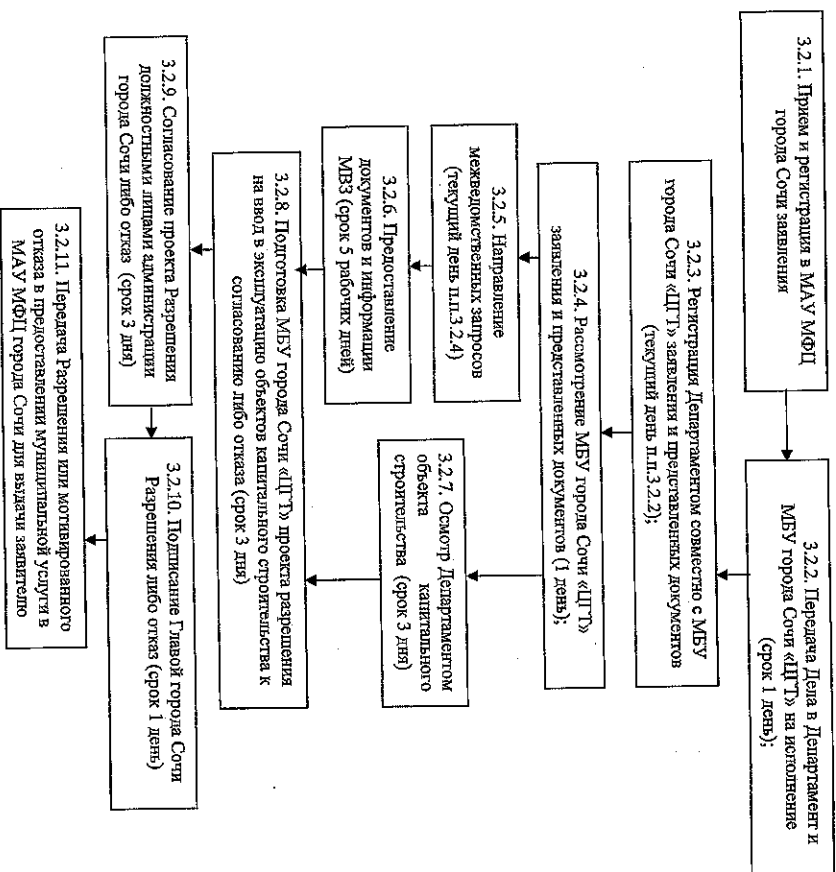 3.2.1. Прием и регистрация в МАУ МФЦ
города Сочи заявления
3.2.2. Передача Дела в Департамент и
МБУ города Сочи «ЦГТ» на исполнение
(срок 1 день);
3.2.3. Регистрация Департаментом совместно с МБУ
города Сочи «ЦГТ» заявления и представленных документов
(текущий день п.п.3.2.2);
3.2.4. Рассмотрение МБУ города Сочи «ЦГТ»
заявления и представленных документов (1 день);
3.2.5. Направление
межведомственных запросов
(текущий день п.п.3.2.4)
3.2.6. Предоставление
документов и информации
МВЗ (срок 5 рабочих дней)
3.2.7. Осмотр Департаментом
объекта капитального
строительства (срок 3 дня)
3.2.8. Подготовка МБУ города Сочи «ЦГТ» проекта разрешения
на ввод в эксплуатацию объектов капитального строительства к
согласованию либо отказа (срок 3 дня)
3.2.9. Согласование проекта Разрешения
должностными лицами администрации
города Сочи либо отказ (срок 3 дня)
3.2.10. Подписание Главой города Сочи
Разрешения либо отказ (срок 1 день)
3.2.11. Передача Разрешения или мотивированного
отказа в предоставлении муниципальной услуги в
МАУ МФЦ города Сочи для выдачи заявителю